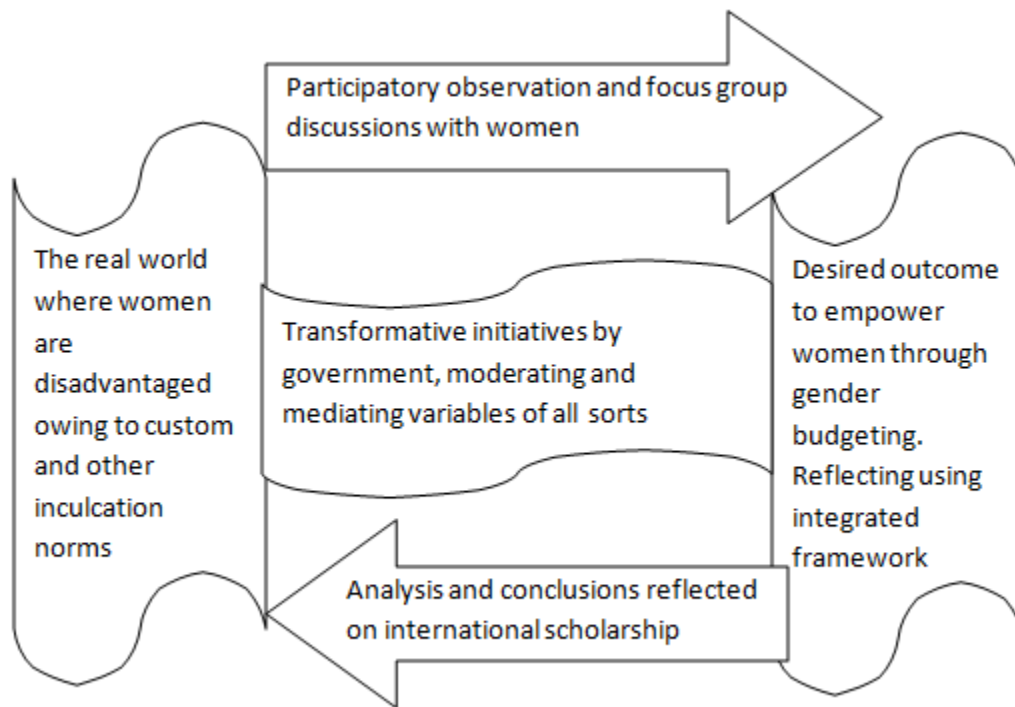 Participatory observation and focus group
discussions with women
The real world
where women
are
disadvantaged
owing to custom
and other
inculcation
norms
Transformative initiatives by
government, moderating and
mediating variables of all sorts
Desired outcome
to empower
women through
gender
budgeting.
Reflecting using
integrated
framework
Analysis and conclusions reflected
on international scholarship